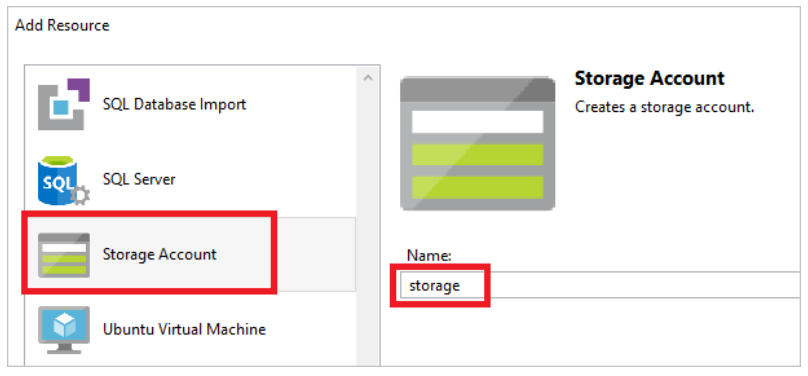 Add Resource
SQL Database Import
SQL
SQL Server
Storage Account
Ubuntu Virtual Machine
Storage Account
Creates a storage account.
Name:
storage